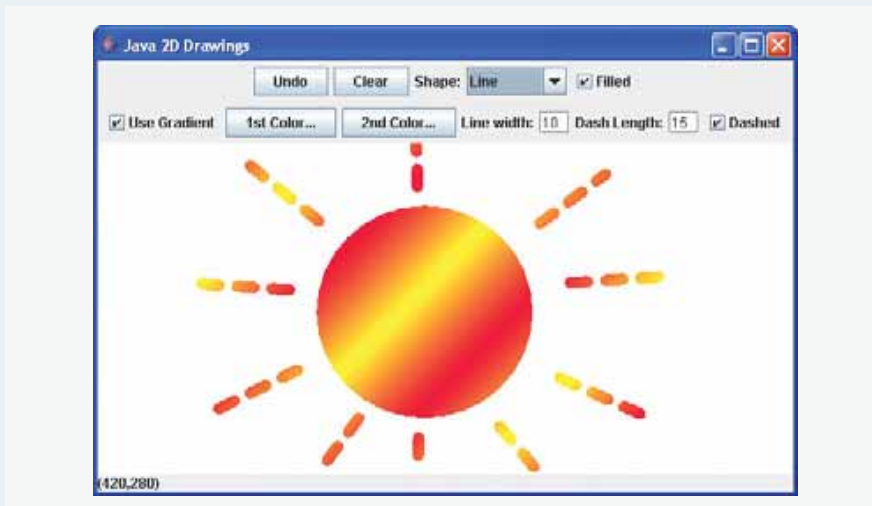 Java 2D Drawings
Undo Clear Shape: Line Filled
Use Gradient 1st Color... 2nd Color... Line width: 10 Dash Length: 15 Dashed
(420,280)